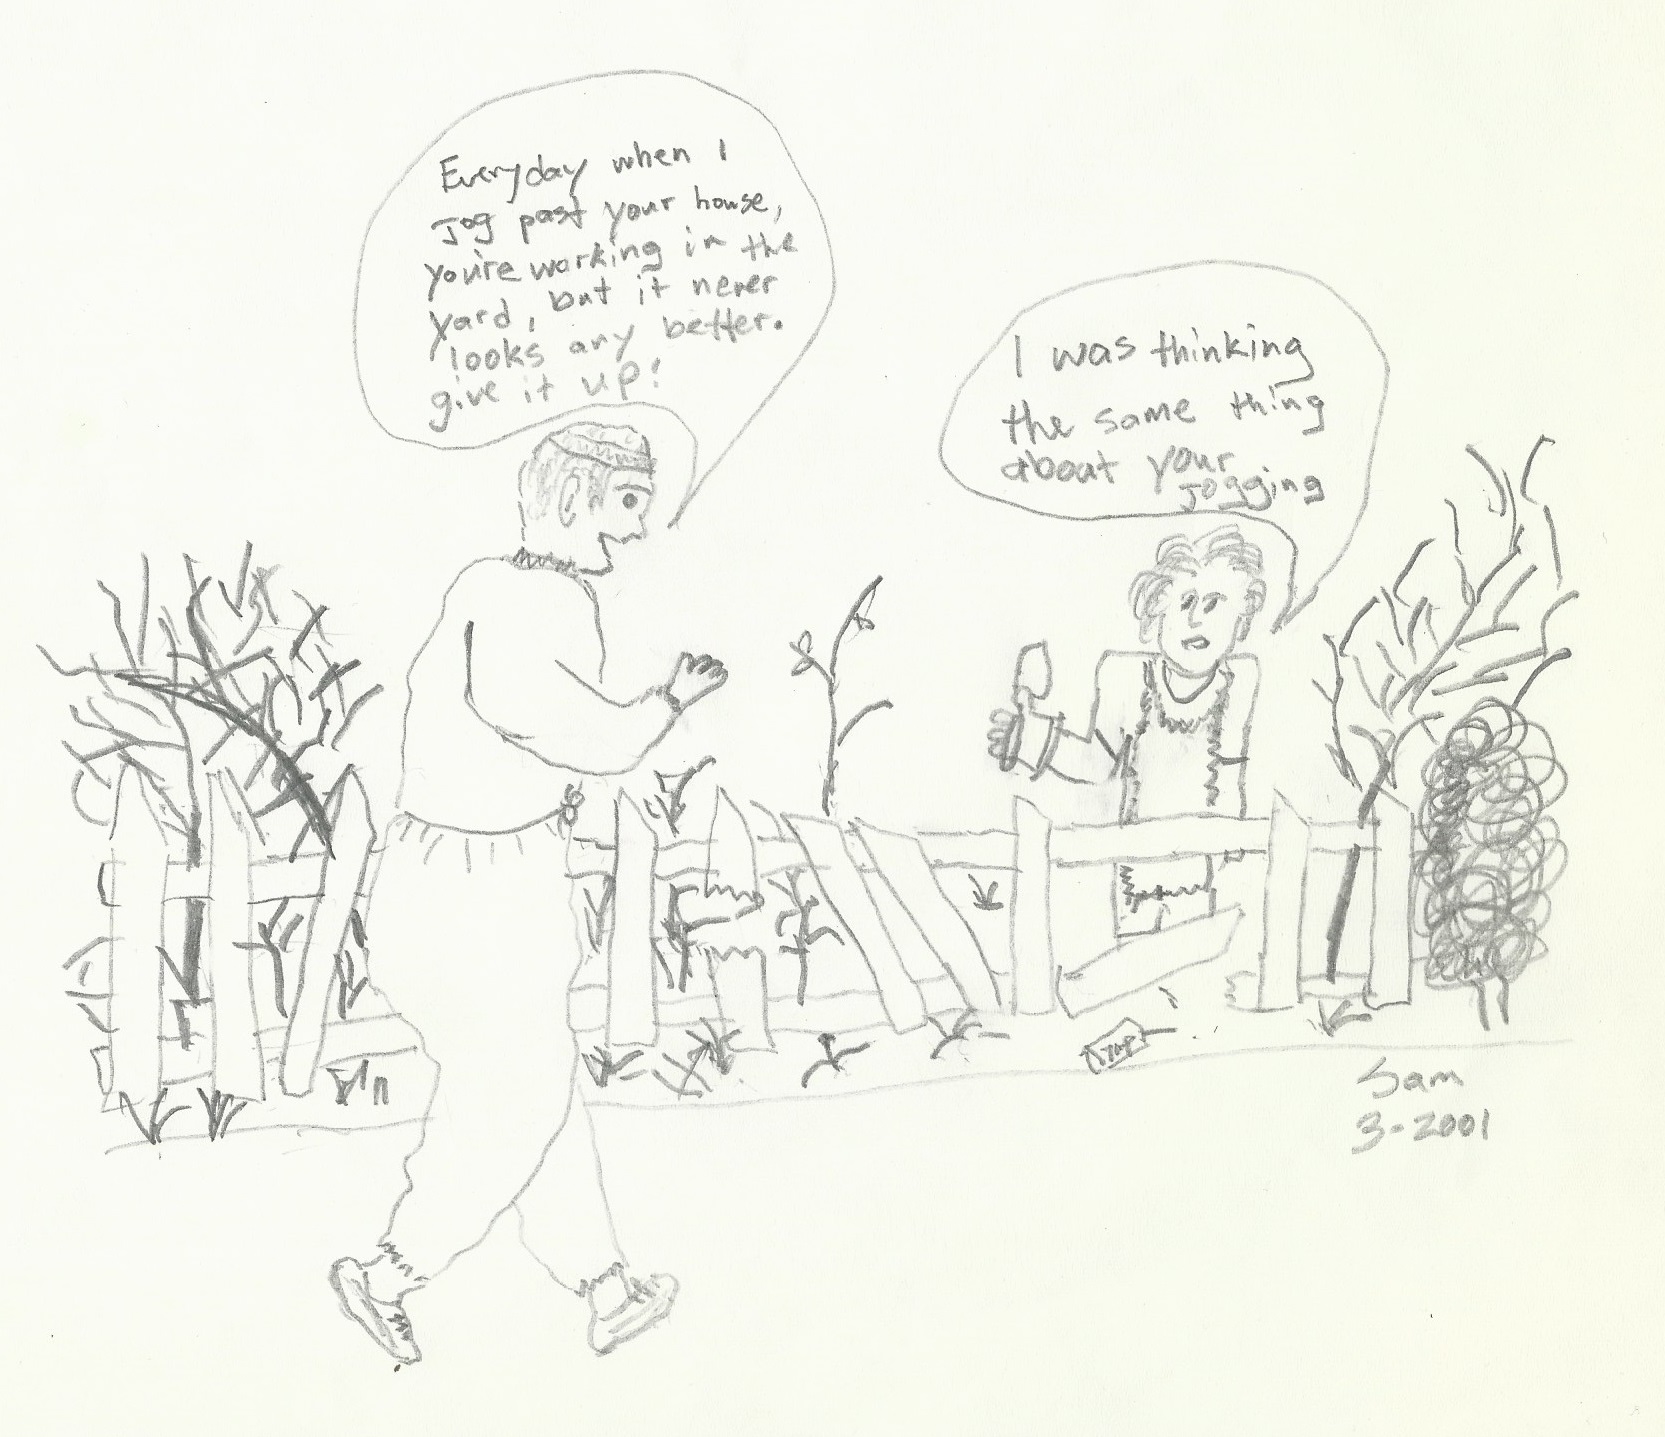 Everyday when I
Jog past your house,
you're working in the
yard, but it never
looks any better.
give it up!
I was thinking
the same thing
about your
Jogging
Sam
3-2001